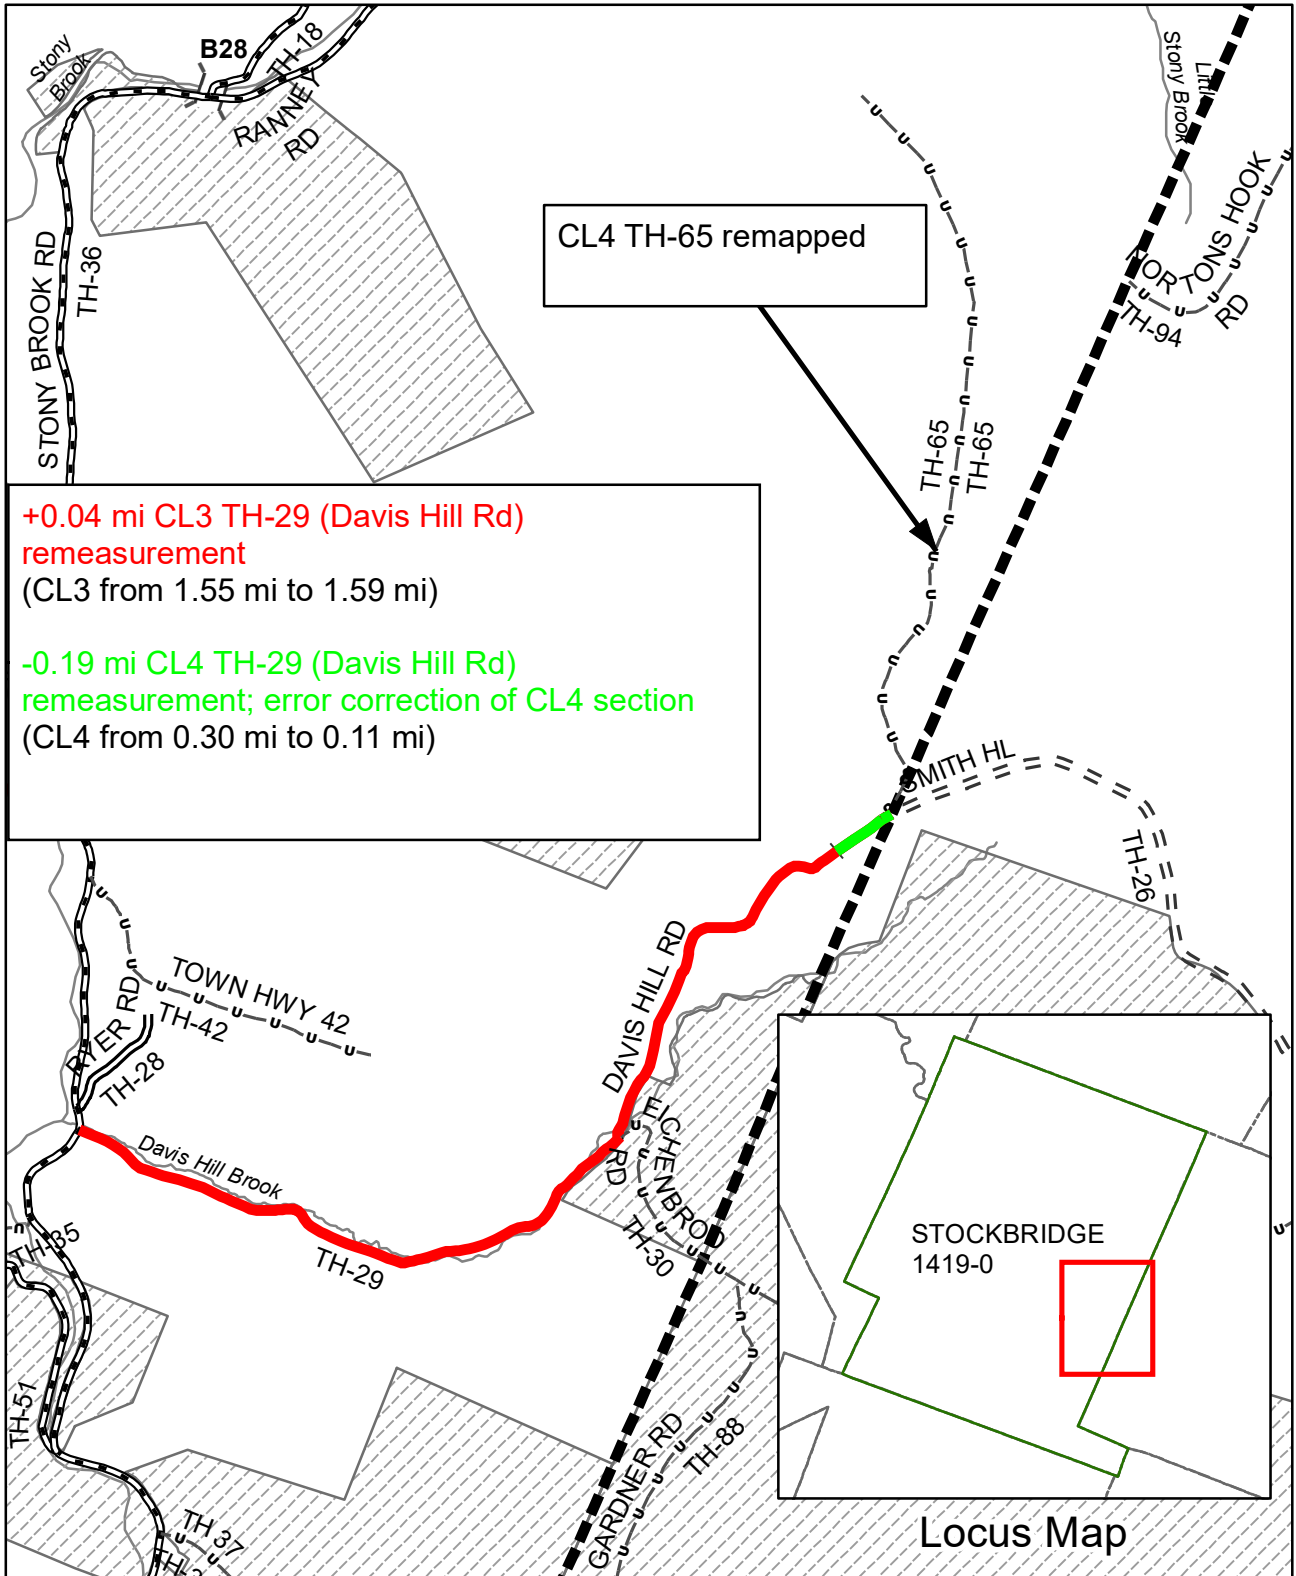 Stony
Brook
B28
TH-18
RANNEY
RD
Little
Stony Brook
NORTONS HOOK
RD
TH-94
STONY BROOK RD
TH-36
CL4 TH-65 remapped
TH-65
TH-65
+0.04 mi CL3 TH-29 (Davis Hill Rd)
remeasurement
(CL3 from 1.55 mi to 1.59 mi)
-0.19 mi CL4 TH-29 (Davis Hill Rd)
remeasurement; error correction of CL4 section
(CL4 from 0.30 mi to 0.11 mi)
SMITH HL
TH-26
DAVIS HILL RD
TOWN HWY 42
TH-42
RYER RD
TH-28
Davis Hill Brook
EICHENBROD
RD
TH-30
TH-29
TH-35
TH-51
STOCKBRIDGE
1419-0
GARDNER RD
TH-88
TH 37
Locus Map